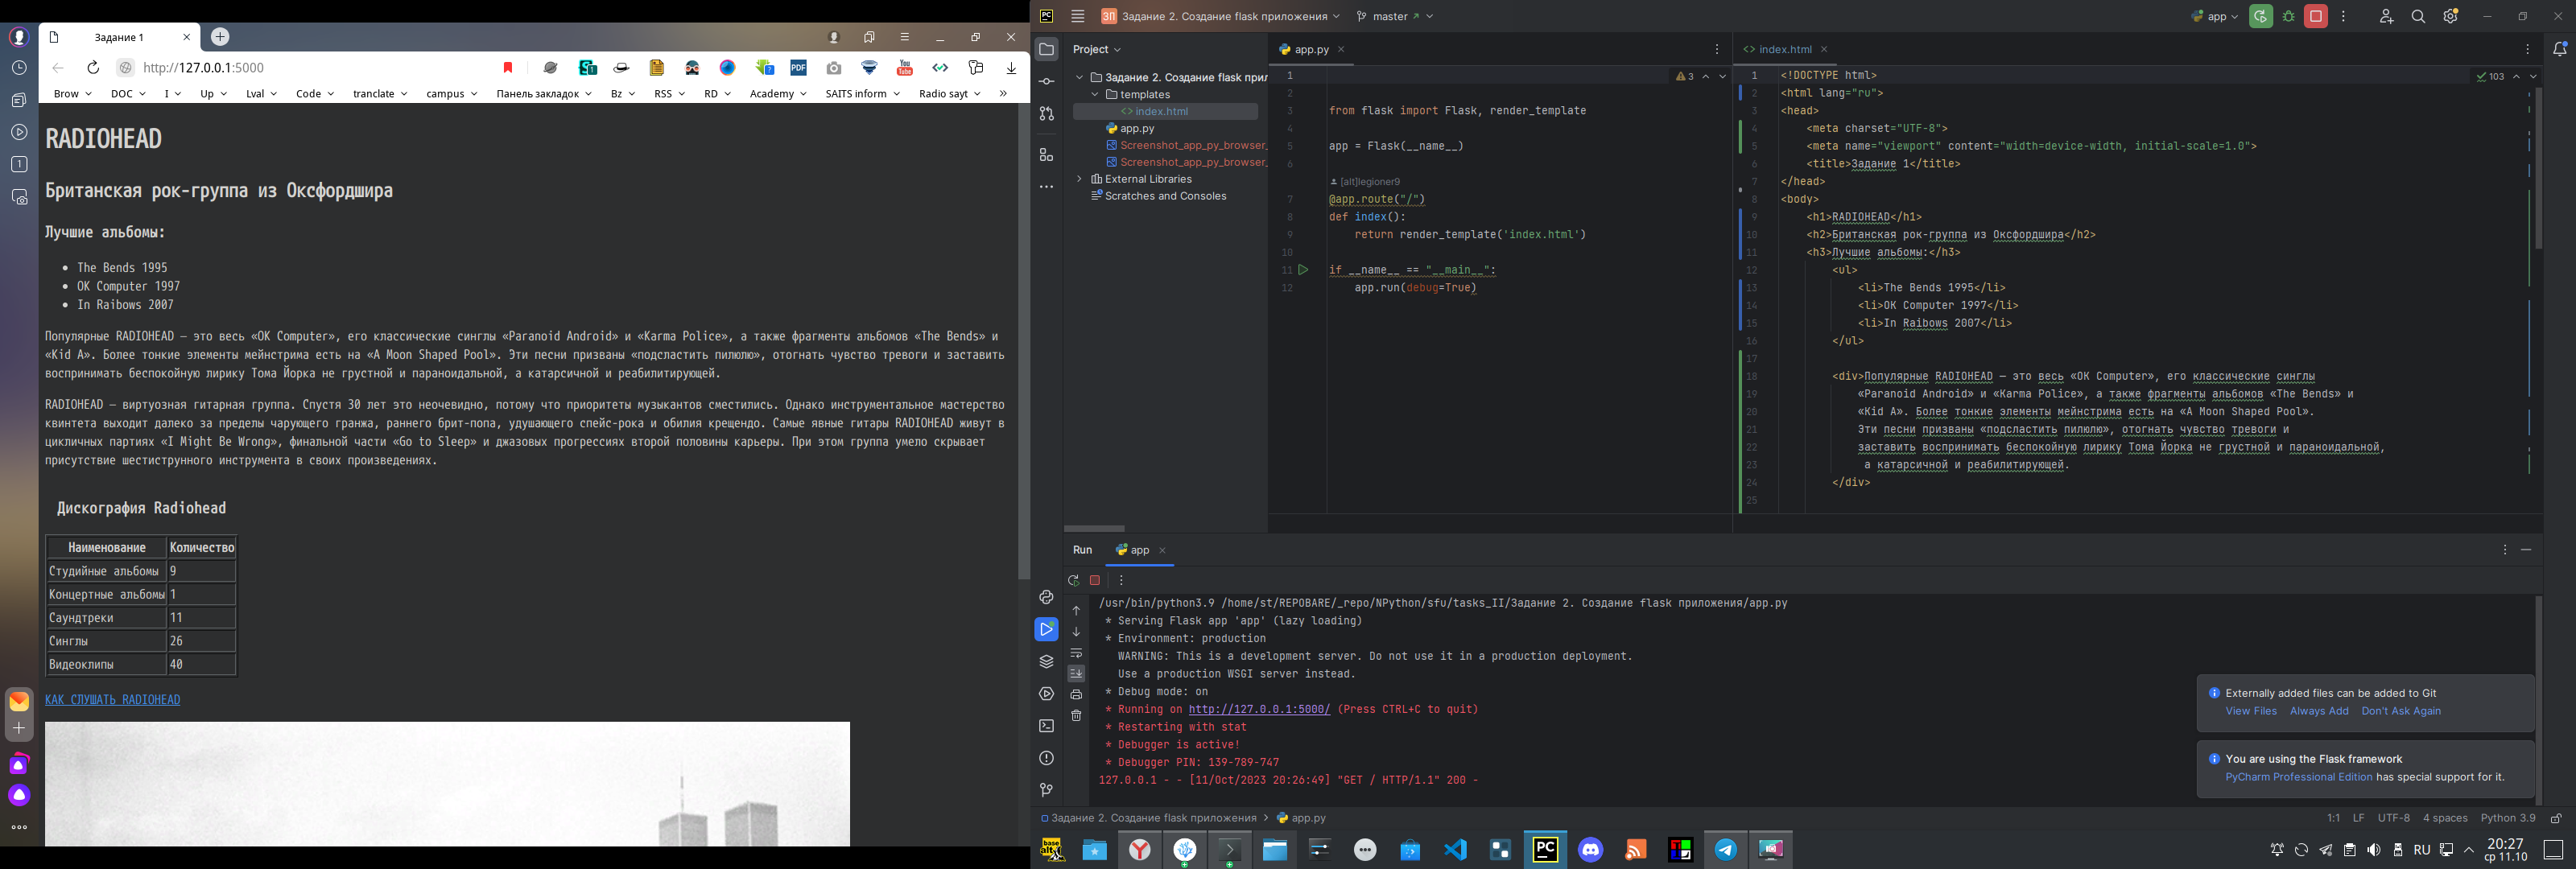 Задание 1
http://127.0.0.1:5000
Brow DOC I Up Lval Code tranclate campus Панель закладок Bz RSS RD Academy SAITS inform Radio sayt »
RADIOHEAD
Британская рок-группа из Оксфордшира
Лучшие альбомы:
The Bends 1995
OK Computer 1997
In Raibows 2007
Популярные RADIOHEAD — это весь «OK Computer», его классические синглы «Paranoid Android» и «Karma Police», а также фрагменты альбомов «The Bends» и
«Kid A». Более тонкие элементы мейнстрима есть на «A Moon Shaped Pool». Эти песни призваны «подсластить пилюлю», отогнать чувство тревоги и заставить
воспринимать беспокойную лирику Тома Йорка не грустной и параноидальной, а катарсичной и реабилитирующей.
RADIOHEAD — виртуозная гитарная группа. Спустя 30 лет это неочевидно, потому что приоритеты музыкантов сместились. Однако инструментальное мастерство
квинтета выходит далеко за пределы чарующего гранжа, раннего брит-попа, удушающего спейс-рока и обилия крещендо. Самые явные гитары RADIOHEAD живут в
цикличных партиях «I Might Be Wrong», финальной части «Go to Sleep» и джазовых прогрессиях второй половины карьеры. При этом группа умело скрывает
присутствие шестиструнного инструмента в своих произведениях.
Дискография Radiohead
Наименование Количество
Студийные альбомы 9
Концертные альбомы 1
Саундтреки 11
Синглы 26
Видеоклипы 40
КАК СЛУШАТЬ RADIOHEAD
PC ЗП Задание 2. Создание flask приложения master app
Project
Задание 2. Создание flask при
templates
index.html
app.py
Screenshot_app_py_browser_
Screenshot_app_py_browser_
External Libraries
Scratches and Consoles
app.py
3
1
2
3 from flask import Flask, render_template
4
5 app = Flask(__name__)
6
[alt]legioner9
7 @app.route("/")
8 def index():
9 return render_template('index.html')
10
11 if __name__ == "__main__":
12 app.run(debug=True)
index.html
103
1 <!DOCTYPE html>
2 <html lang="ru">
3 <head>
4 <meta charset="UTF-8">
5 <meta name="viewport" content="width=device-width, initial-scale=1.0">
6 <title>Задание 1</title>
7 </head>
8 <body>
9 <h1>RADIOHEAD</h1>
10 <h2>Британская рок-группа из Оксфордшира</h2>
11 <h3>Лучшие альбомы:</h3>
12 <ul>
13 <li>The Bends 1995</li>
14 <li>OK Computer 1997</li>
15 <li>In Raibows 2007</li>
16 </ul>
17
18 <div>Популярные RADIOHEAD — это весь «OK Computer», его классические синглы
19 «Paranoid Android» и «Karma Police», а также фрагменты альбомов «The Bends» и
20 «Kid A». Более тонкие элементы мейнстрима есть на «A Moon Shaped Pool».
21 Эти песни призваны «подсластить пилюлю», отогнать чувство тревоги и
22 заставить воспринимать беспокойную лирику Тома Йорка не грустной и параноидальной,
23 а катарсичной и реабилитирующей.
24 </div>
25
Run app
/usr/bin/python3.9 /home/st/REPOBARE/_repo/NPython/sfu/tasks_II/Задание 2. Создание flask приложения/app.py
* Serving Flask app 'app' (lazy loading)
* Environment: production
WARNING: This is a development server. Do not use it in a production deployment.
Use a production WSGI server instead.
* Debug mode: on
* Running on http://127.0.0.1:5000/ (Press CTRL+C to quit)
* Restarting with stat
* Debugger is active!
* Debugger PIN: 139-789-747
127.0.0.1 - - [11/Oct/2023 20:26:49] "GET / HTTP/1.1" 200 -
Externally added files can be added to Git
View Files Always Add Don't Ask Again
You are using the Flask framework
PyCharm Professional Edition has special support for it.
Задание 2. Создание flask приложения app.py
1:1 LF UTF-8 4 spaces Python 3.9
PC
RU
20:27
ср 11.10